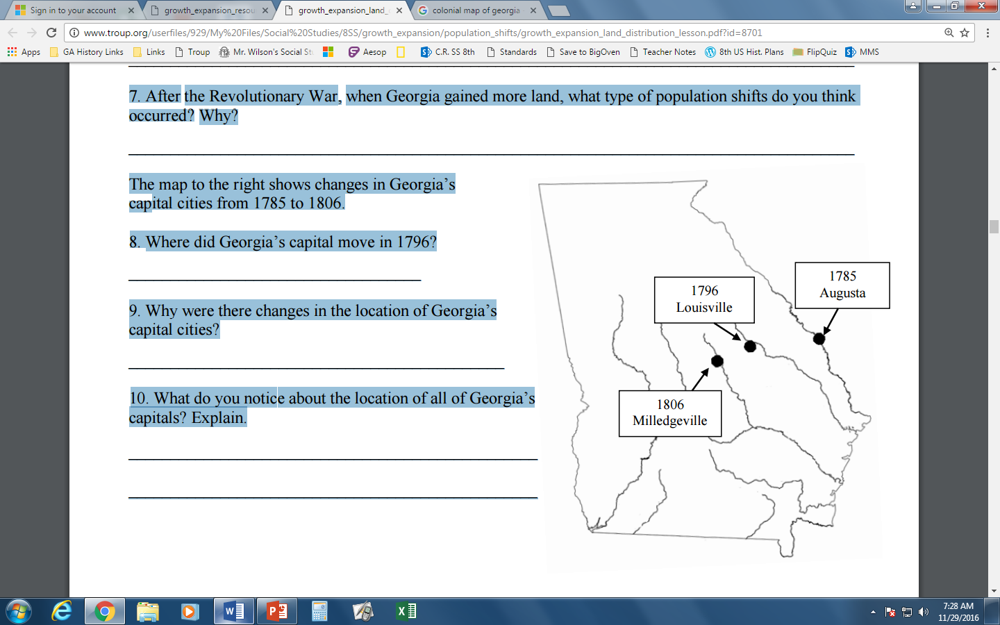 Sign in to your account
growth_expansion_resou
growth_expansion_land_
colonial map of georgia
www.troup.org/userfiles/929/My%20Files/Social%20Studies/8SS/growth_expansion/population_shifts/growth_expansion_land_distribution_lesson.pdf?id=8701
Apps GA History Links Links Troup Mr. Wilson's Social St Aesop C.R. SS 8th Standards Save to BigOven Teacher Notes 8th US Hist. Plans FlipQuiz MMS
7. After the Revolutionary War, when Georgia gained more land, what type of population shifts do you think
occurred? Why?
The map to the right shows changes in Georgia’s
capital cities from 1785 to 1806.
8. Where did Georgia’s capital move in 1796?
9. Why were there changes in the location of Georgia’s
capital cities?
10. What do you notice about the location of all of Georgia’s
capitals? Explain.
1785
Augusta
1796
Louisville
1806
Milledgeville
7:28 AM
11/29/2016